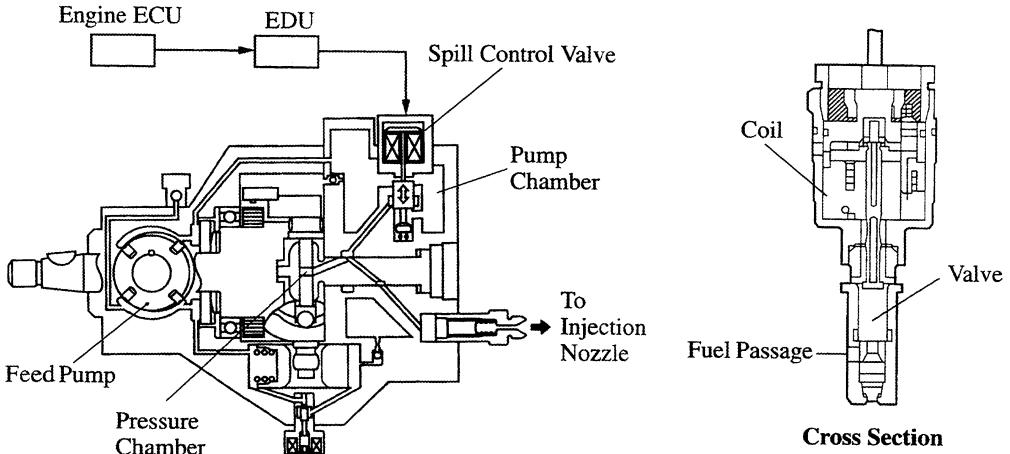 Engine ECU
EDU
Spill Control Valve
Pump
Chamber
To
Injection
Nozzle
Feed Pump
Pressure
Chamber
Coil
Valve
Fuel Passage
Cross Section